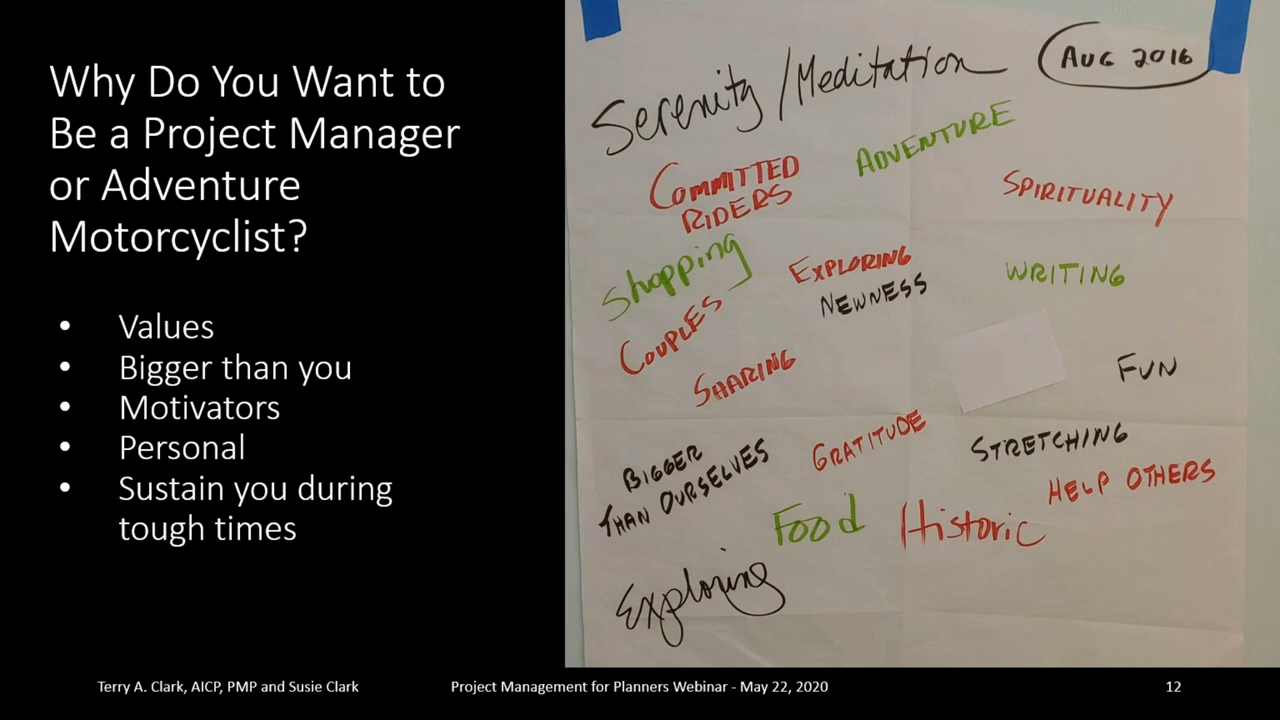 Why Do You Want to
Be a Project Manager
or Adventure
Motorcyclist?
• Values
• Bigger than you
• Motivators
• Personal
• Sustain you during
tough times
Serenity/Meditation
AUG 2016
COMMITTED
RIDERS
ADVENTURE
SPIRITUALITY
Shopping
EXPLORING
NEWNESS
WRITING
COUPLES
SHARING
FUN
BIGGER
THAN OURSELVES
GRATITUDE
STRETCHING
HELP OTHERS
Food
Historic
Exploring
Terry A. Clark, AICP, PMP and Susie Clark
Project Management for Planners Webinar - May 22, 2020
12